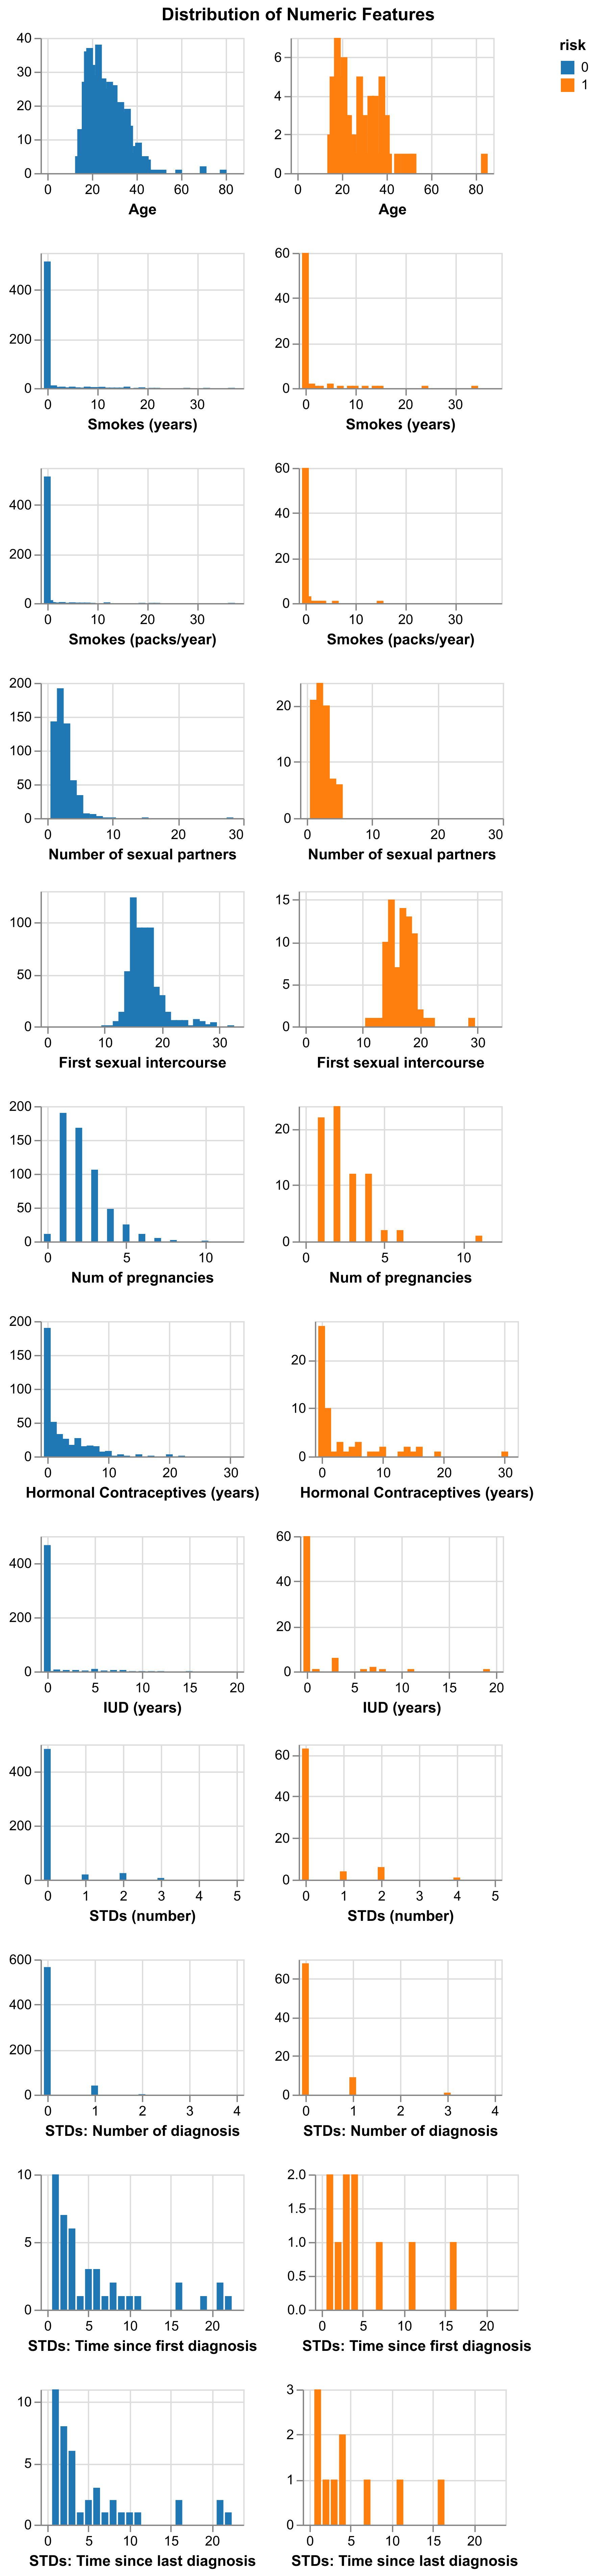 Distribution of Numeric Features
risk
0
1
40
30
20
10
0
0 20 40 60 80
Age
6
4
2
0
0 20 40 60 80
Age
400
200
0
0 10 20 30
Smokes (years)
60
40
20
0
0 10 20 30
Smokes (years)
400
200
0
0 10 20 30
Smokes (packs/year)
60
40
20
0
0 10 20 30
Smokes (packs/year)
200
150
100
50
0
0 10 20 30
Number of sexual partners
20
10
0
0 10 20 30
Number of sexual partners
100
50
0
0 10 20 30
First sexual intercourse
15
10
5
0
0 10 20 30
First sexual intercourse
200
150
100
50
0
0 5 10
Num of pregnancies
20
10
0
0 5 10
Num of pregnancies
200
150
100
50
0
0 10 20 30
Hormonal Contraceptives (years)
20
10
0
0 10 20 30
Hormonal Contraceptives (years)
400
200
0
0 5 10 15 20
IUD (years)
60
40
20
0
0 5 10 15 20
IUD (years)
400
200
0
0 1 2 3 4 5
STDs (number)
60
40
20
0
0 1 2 3 4 5
STDs (number)
600
400
200
0
0 1 2 3 4
STDs: Number of diagnosis
60
40
20
0
0 1 2 3 4
STDs: Number of diagnosis
10
5
0
0 5 10 15 20
STDs: Time since first diagnosis
2.0
1.5
1.0
0.5
0.0
0 5 10 15 20
STDs: Time since first diagnosis
10
5
0
0 5 10 15 20
STDs: Time since last diagnosis
3
2
1
0
0 5 10 15 20
STDs: Time since last diagnosis